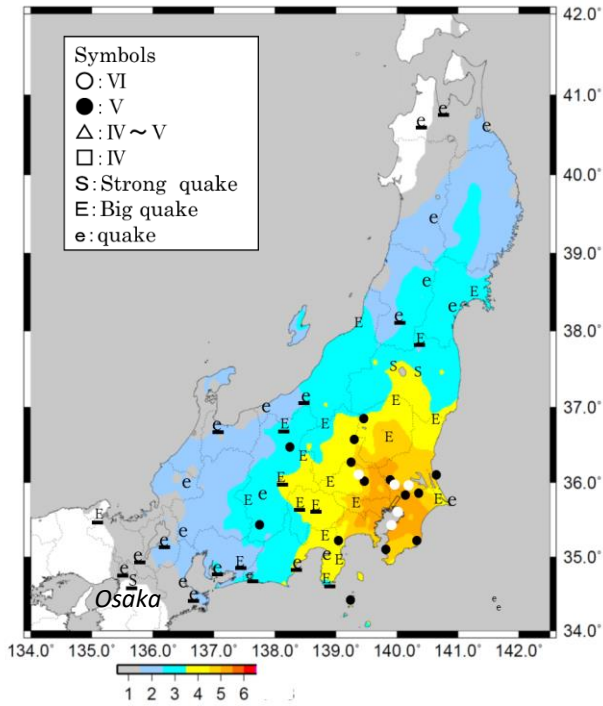 42.0°
Symbols
○: VI
●: V
△: IV～V
□: IV
S: Strong quake
E: Big quake
e: quake
41.0°
40.0°
39.0°
38.0°
37.0°
36.0°
35.0°
34.0°
Osaka
134.0° 135.0° 136.0° 137.0° 138.0° 139.0° 140.0° 141.0° 142.0°
1 2 3 4 5 6